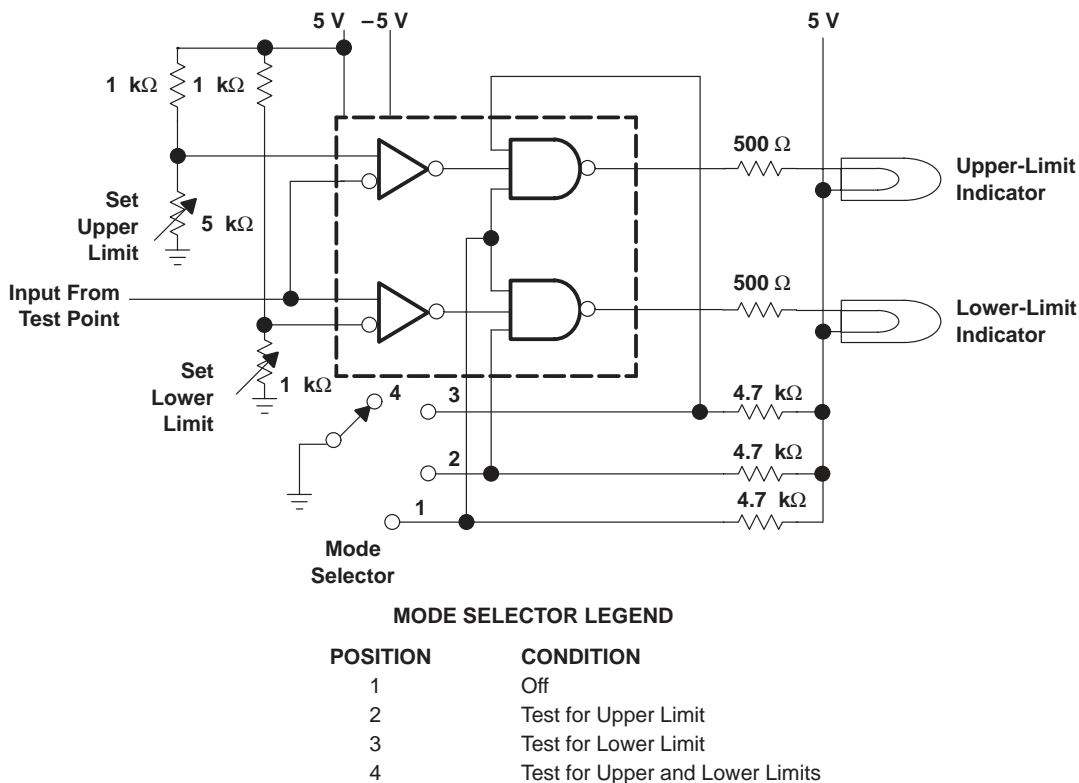 5 V
–5 V
5 V
1 kΩ
1 kΩ
500 Ω
Upper-Limit
Indicator
Set
Upper
Limit
5 kΩ
Input From
Test Point
500 Ω
Lower-Limit
Indicator
Set
Lower
Limit
1 kΩ
4
3
4.7 kΩ
2
4.7 kΩ
1
4.7 kΩ
Mode
Selector
MODE SELECTOR LEGEND
POSITION CONDITION
1 Off
2 Test for Upper Limit
3 Test for Lower Limit
4 Test for Upper and Lower Limits